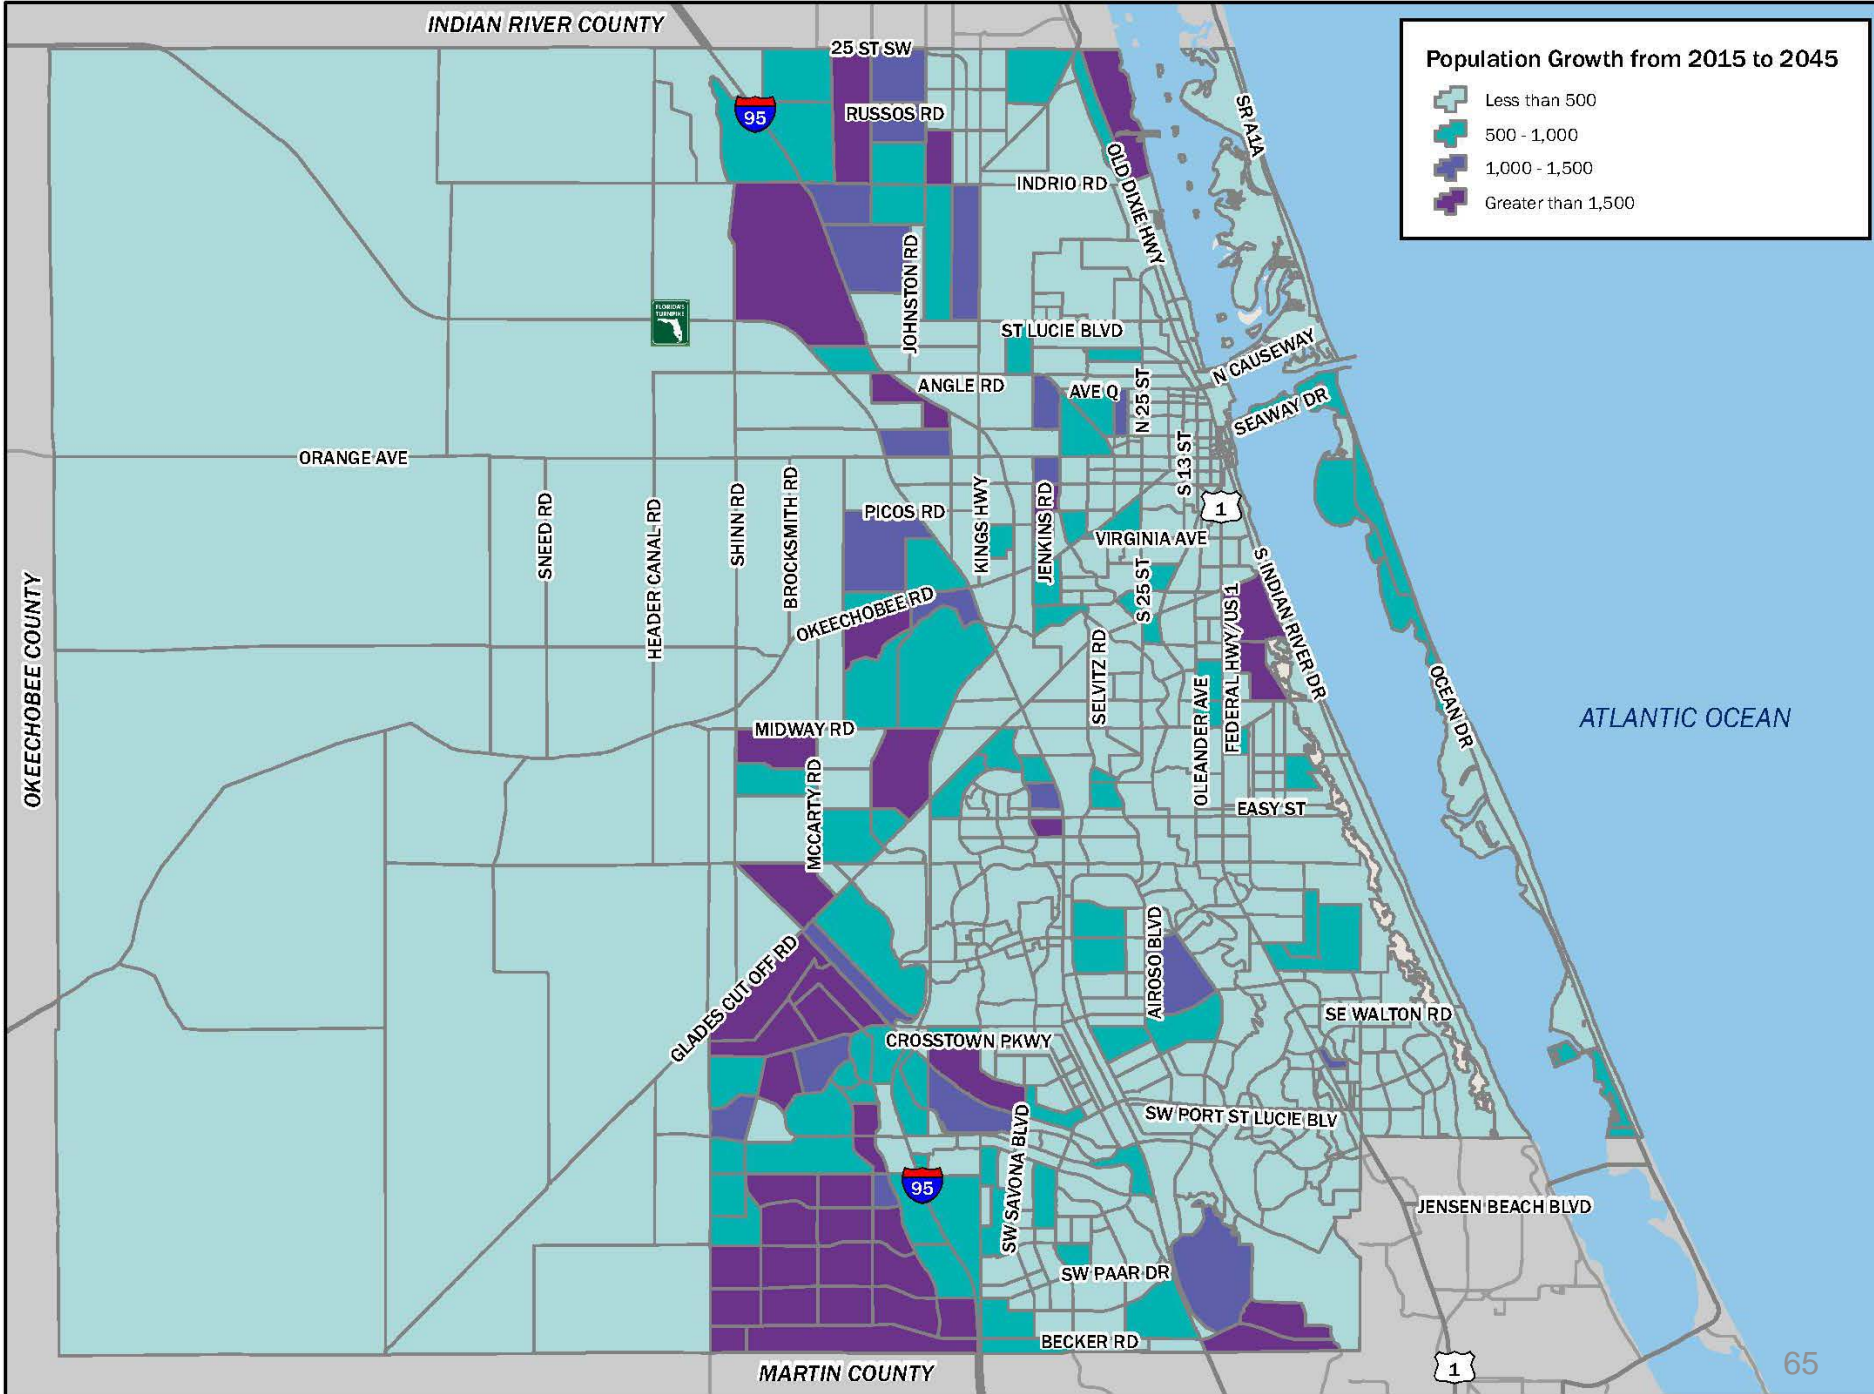 INDIAN RIVER COUNTY
25 ST SW
Population Growth from 2015 to 2045
Less than 500
500 - 1,000
1,000 - 1,500
Greater than 1,500
95
RUSSOS RD
SR A1A
INDRIO RD
OLD DIXIE HWY
JOHNSTON RD
FLORIDA'S
TURNPIKE
ST LUCIE BLVD
N CAUSEWAY
ANGLE RD
AVE Q
N 25 ST
SEAWAY DR
ORANGE AVE
S 13 ST
SNEED RD
HEADER CANAL RD
SHINN RD
BROCKSMITH RD
PICOS RD
KINGS HWY
JENKINS RD
VIRGINIA AVE
1
S INDIAN RIVER DR
OKEECHOBEE COUNTY
OKEECHOBEE RD
S 25 ST
SELVITZ RD
OLEANDER AVE
FEDERAL HWY/US 1
OCEAN DR
ATLANTIC OCEAN
MIDWAY RD
MCCARTY RD
EASY ST
GLADES CUT OFF RD
AIROSO BLVD
SE WALTON RD
CROSSTOWN PKWY
SW PORT ST LUCIE BLV
SW SAVONA BLVD
95
JENSEN BEACH BLVD
SW PAAR DR
BECKER RD
MARTIN COUNTY
1
65